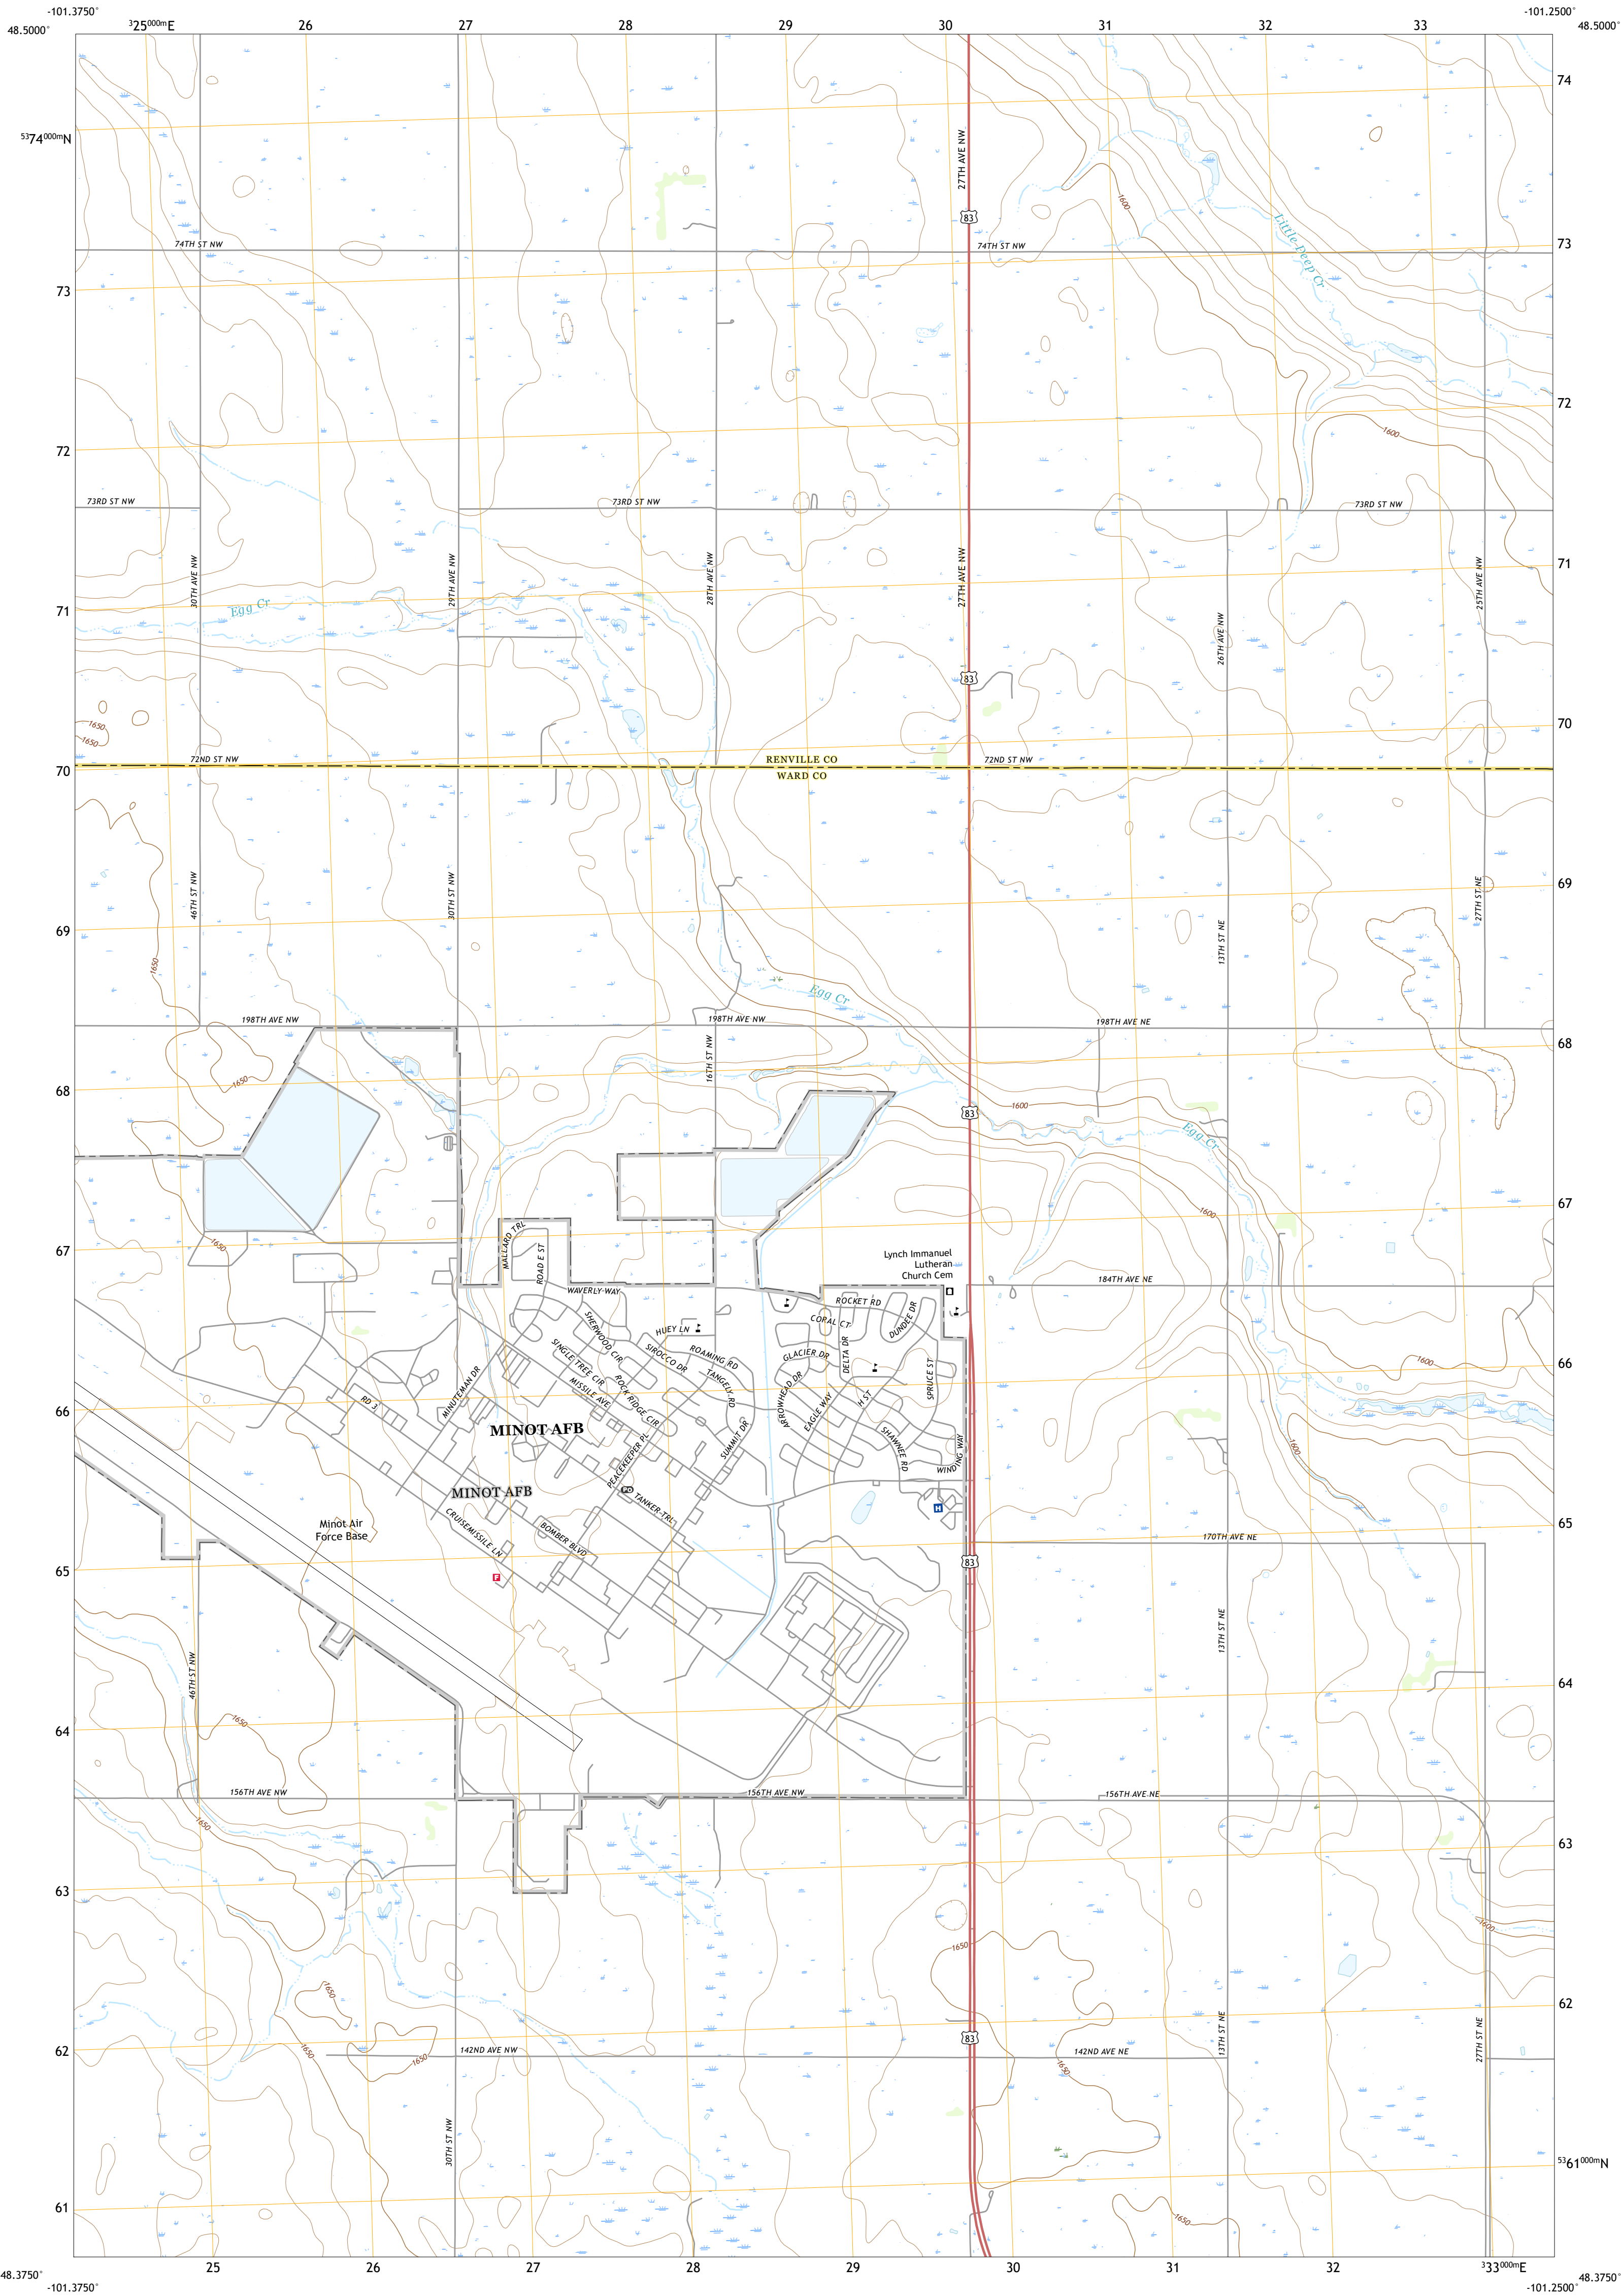 -101.3750°
-101.2500°
48.5000°
³25⁰⁰⁰ᵐE
26
27
28
29
30
31
32
33
48.5000°
74
⁵³74⁰⁰⁰ᵐN
27TH AVE NW
1600
83
Little Deep Cr
74TH ST NW
74TH ST NW
73
73
72
1600
72
73RD ST NW
73RD ST NW
73RD ST NW
71
30TH AVE NW
29TH AVE NW
28TH AVE NW
27TH AVE NW
25TH AVE NW
Egg Cr
71
26TH AVE NW
83
1650
1650
70
72ND ST NW
RENVILLE CO
72ND ST NW
70
WARD CO
46TH ST NW
30TH ST NW
69
27TH ST NE
69
13TH ST NE
1650
Egg Cr
198TH AVE NW
198TH AVE NW
198TH AVE NE
68
16TH ST NW
1650
68
1600
83
Egg Cr
67
1600
MALLARD TRL
1650
67
ROAD E ST
Lynch Immanuel
Lutheran
Church Cem
184TH AVE NE
WAVERLY WAY
ROCKET RD
CORAL CT
DUNDEE DR
SHERWOOD CIR
HUEY LN
SINGLE TREE CIR
SIROCCO DR
ROAMING RD
GLACIER DR
DELTA DR
1600
66
MINUTEMAN DR
MISSILE AVE
ROCK RIDGE CIR
TANGELY RD
ARROWHEAD DR
SPRUCE ST
RD 3
66
EAGLE WAY
H ST
MINOT AFB
SUMMIT DR
SHAWNEE RD
WINDING WAY
1600
PEACEKEEPER PL
MINOT AFB
PO
TANKER TRL
H
Minot Air
Force Base
CRUISEMISSILE LN
BOMBER BLVD
65
170TH AVE NE
83
65
F
13TH ST NE
46TH ST NW
64
1650
64
156TH AVE NW
156TH AVE NW
156TH AVE NE
1650
63
63
1600
1650
1650
62
83
13TH ST NE
27TH ST NE
62
1650
1650
142ND AVE NW
142ND AVE NE
1650
30TH ST NW
⁵³61⁰⁰⁰ᵐN
61
1650
25
26
27
28
29
30
31
32
³33⁰⁰⁰ᵐE
48.3750°
48.3750°
-101.3750°
-101.2500°